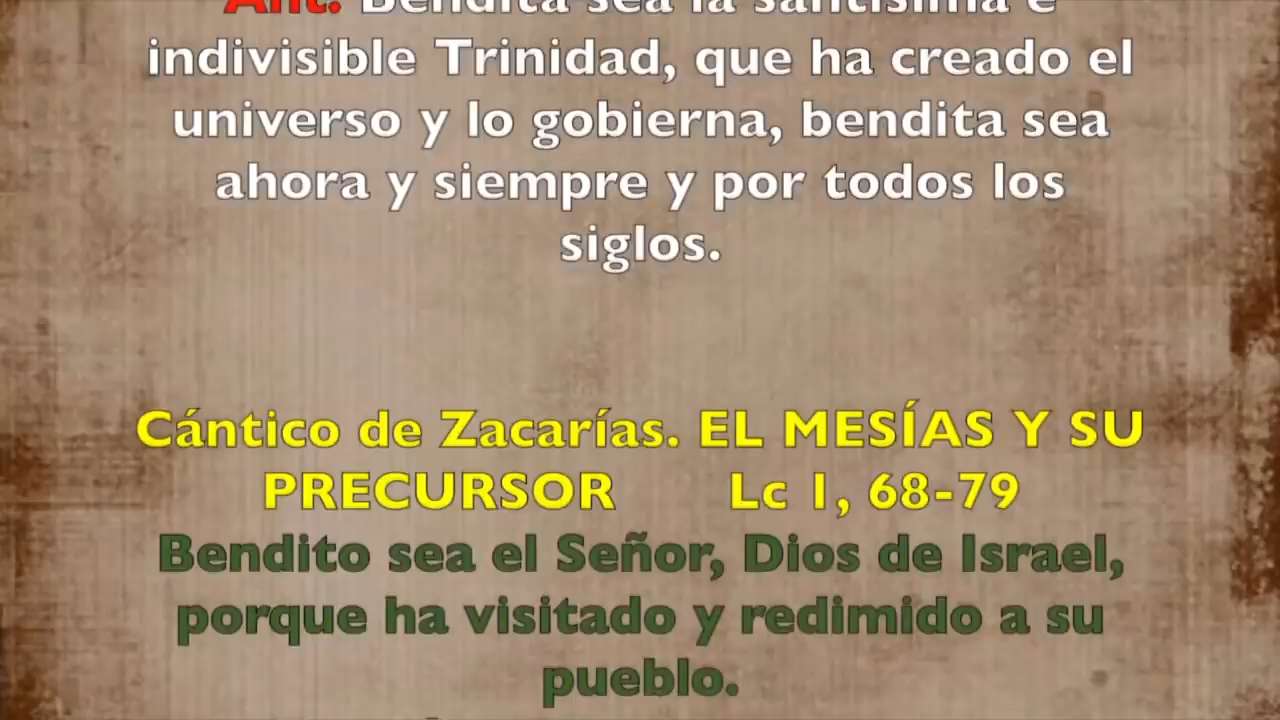 Ant. Bendita sea la santísima e
indivisible Trinidad, que ha creado el
universo y lo gobierna, bendita sea
ahora y siempre y por todos los
siglos.
Cántico de Zacarías. EL MESÍAS Y SU
PRECURSOR Lc 1, 68-79
Bendito sea el Señor, Dios de Israel,
porque ha visitado y redimido a su
pueblo.